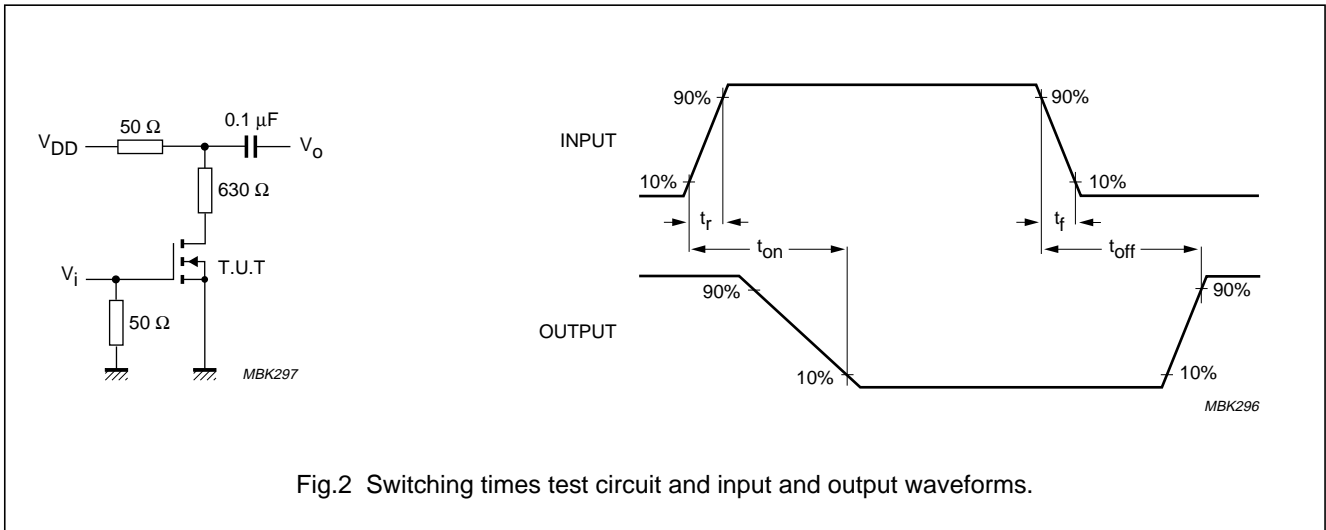 V_DD
50 Ω
0.1 μF
V_o
630 Ω
V_i
T.U.T
50 Ω
MBK297
INPUT
90%
90%
10%
10%
t_r
t_f
t_on
t_off
OUTPUT
90%
90%
10%
10%
MBK296
Fig.2 Switching times test circuit and input and output waveforms.